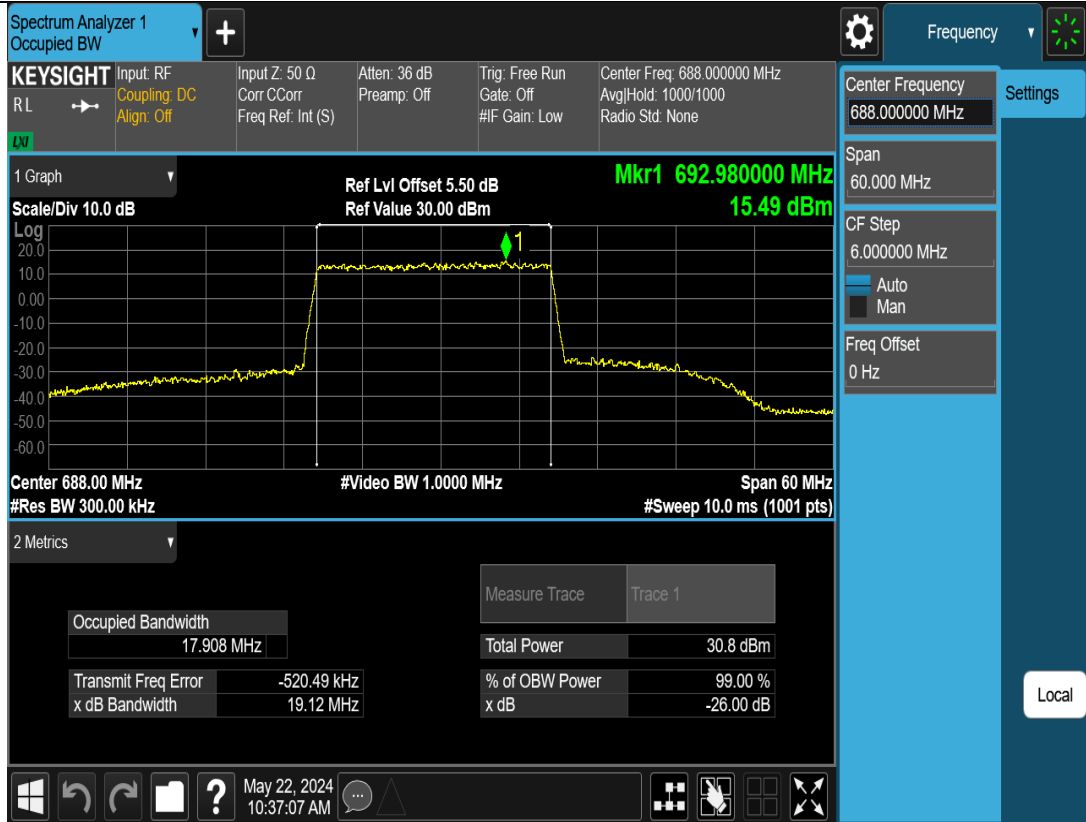 Spectrum Analyzer 1
Occupied BW
+
Frequency
KEYSIGHT
R L
LXI
Input: RF
Coupling: DC
Align: Off
Input Z: 50 Ω
Corr CCorr
Freq Ref: Int (S)
Atten: 36 dB
Preamp: Off
Trig: Free Run
Gate: Off
#IF Gain: Low
Center Freq: 688.000000 MHz
Avg|Hold: 1000/1000
Radio Std: None
Center Frequency
688.000000 MHz
Settings
Span
60.000 MHz
CF Step
6.000000 MHz
Auto
Man
Freq Offset
0 Hz
Local
1 Graph
Ref Lvl Offset 5.50 dB
Mkr1 692.980000 MHz
Scale/Div 10.0 dB
Ref Value 30.00 dBm
15.49 dBm
Log
1
20.0
10.0
0.00
-10.0
-20.0
-30.0
-40.0
-50.0
-60.0
Center 688.00 MHz
#Video BW 1.0000 MHz
Span 60 MHz
#Res BW 300.00 kHz
#Sweep 10.0 ms (1001 pts)
2 Metrics
Measure Trace
Trace 1
Occupied Bandwidth
17.908 MHz
Total Power
30.8 dBm
Transmit Freq Error
-520.49 kHz
% of OBW Power
99.00 %
x dB Bandwidth
19.12 MHz
x dB
-26.00 dB
?
May 22, 2024
10:37:07 AM